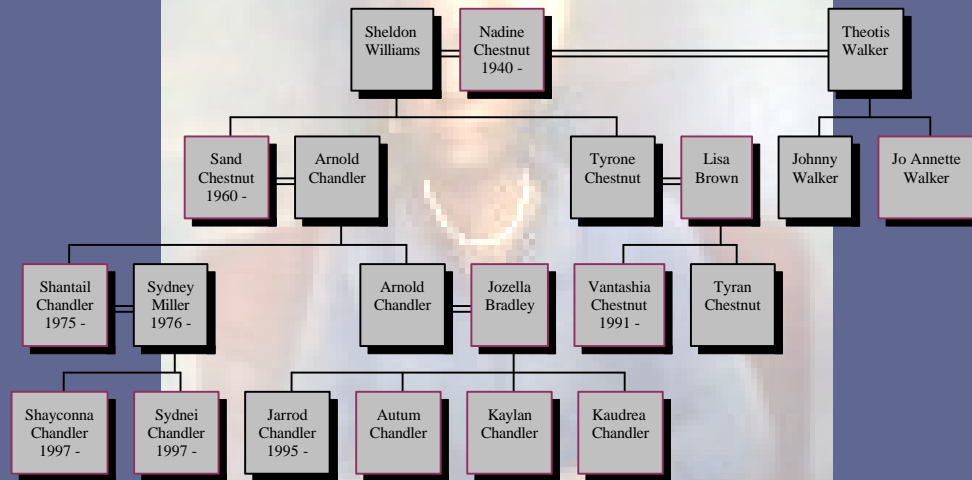 Sheldon
Williams
Nadine
Chestnut
1940 -
Theotis
Walker
Sand
Chestnut
1960 -
Arnold
Chandler
Tyrone
Chestnut
Lisa
Brown
Johnny
Walker
Jo Annette
Walker
Shantail
Chandler
1975 -
Sydney
Miller
1976 -
Arnold
Chandler
Jozella
Bradley
Vantashia
Chestnut
1991 -
Tyran
Chestnut
Shayconna
Chandler
1997 -
Sydnei
Chandler
1997 -
Jarrod
Chandler
1995 -
Autum
Chandler
Kaylan
Chandler
Kaudrea
Chandler